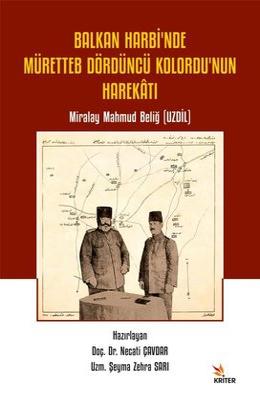 BALKAN HARBİ'NDE
MÜRETTEB DÖRDÜNCÜ KOLORDU'NUN
HAREKÂTI
Miralay Mahmud Beliğ (UZDİL)
Hazırlayan
Doç. Dr. Necati ÇAVDAR
Uzm. Şeyma Zehra SARI
KRİTER